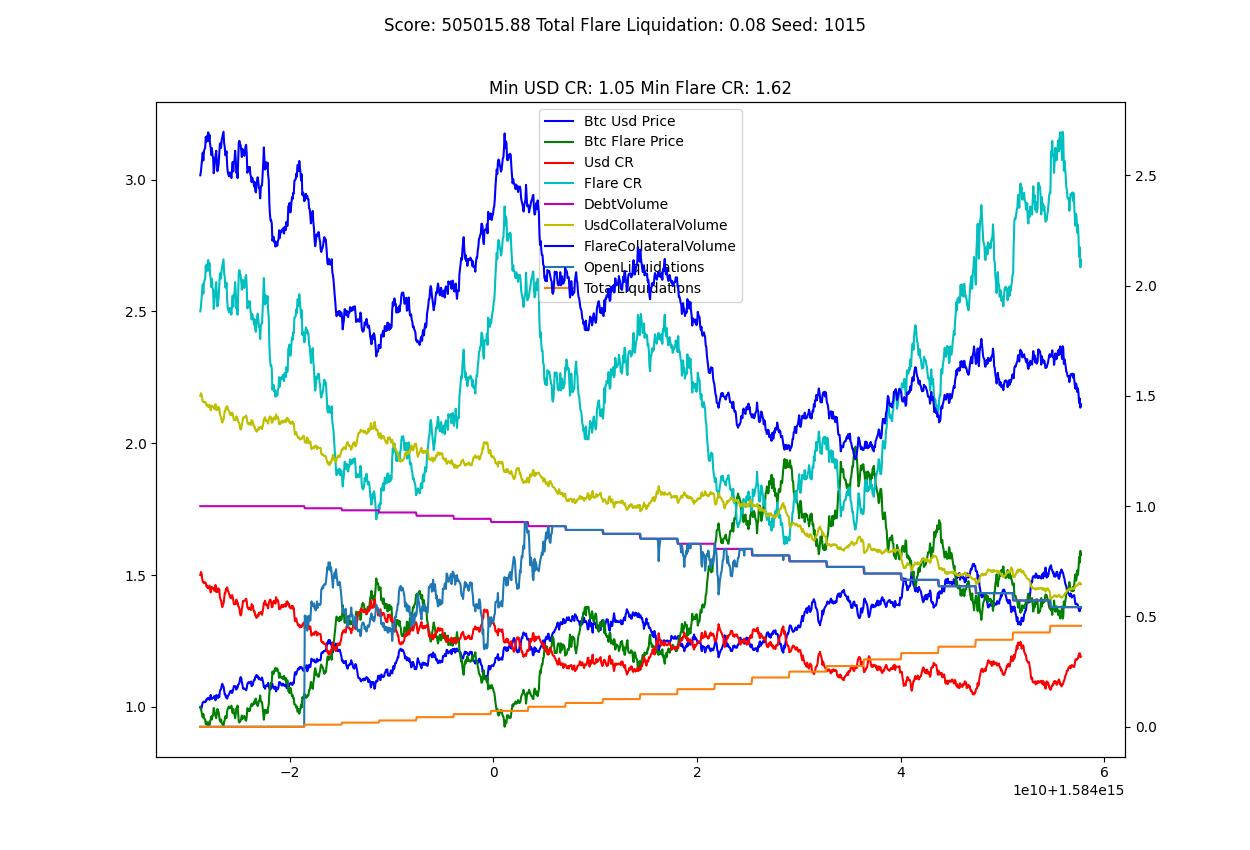 Score: 505015.88 Total Flare Liquidation: 0.08 Seed: 1015
Min USD CR: 1.05 Min Flare CR: 1.62
Btc Usd Price
Btc Flare Price
Usd CR
Flare CR
DebtVolume
UsdCollateralVolume
FlareCollateralVolume
OpenLiquidations
TotalLiquidations
3.0
2.5
2.0
1.5
1.0
2.5
2.0
1.5
1.0
0.5
0.0
−2 0 2 4 6
1e10+1.584e15